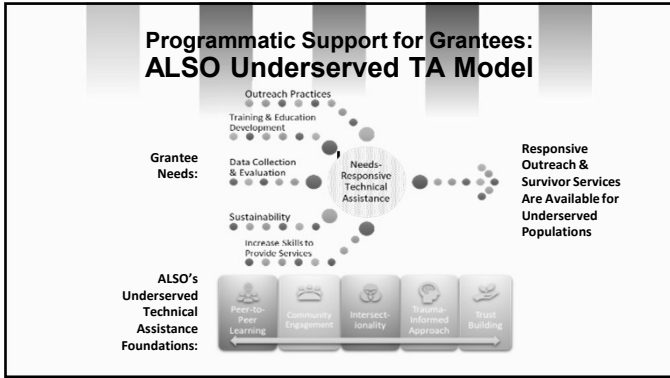 Programmatic Support for Grantees:
ALSO Underserved TA Model
Outreach Practices
Training & Education
Development
Grantee
Needs:
Data Collection
& Evaluation
Sustainability
Increase Skills to
Provide Services
Needs-
Responsive
Technical
Assistance
Responsive
Outreach &
Survivor Services
Are Available for
Underserved
Populations
ALSO's
Underserved
Technical
Assistance
Foundations:
Peer-to-
Peer
Learning
Community
Engagement
Intersect-
ionality
Trauma-
Informed
Approach
Trust
Building